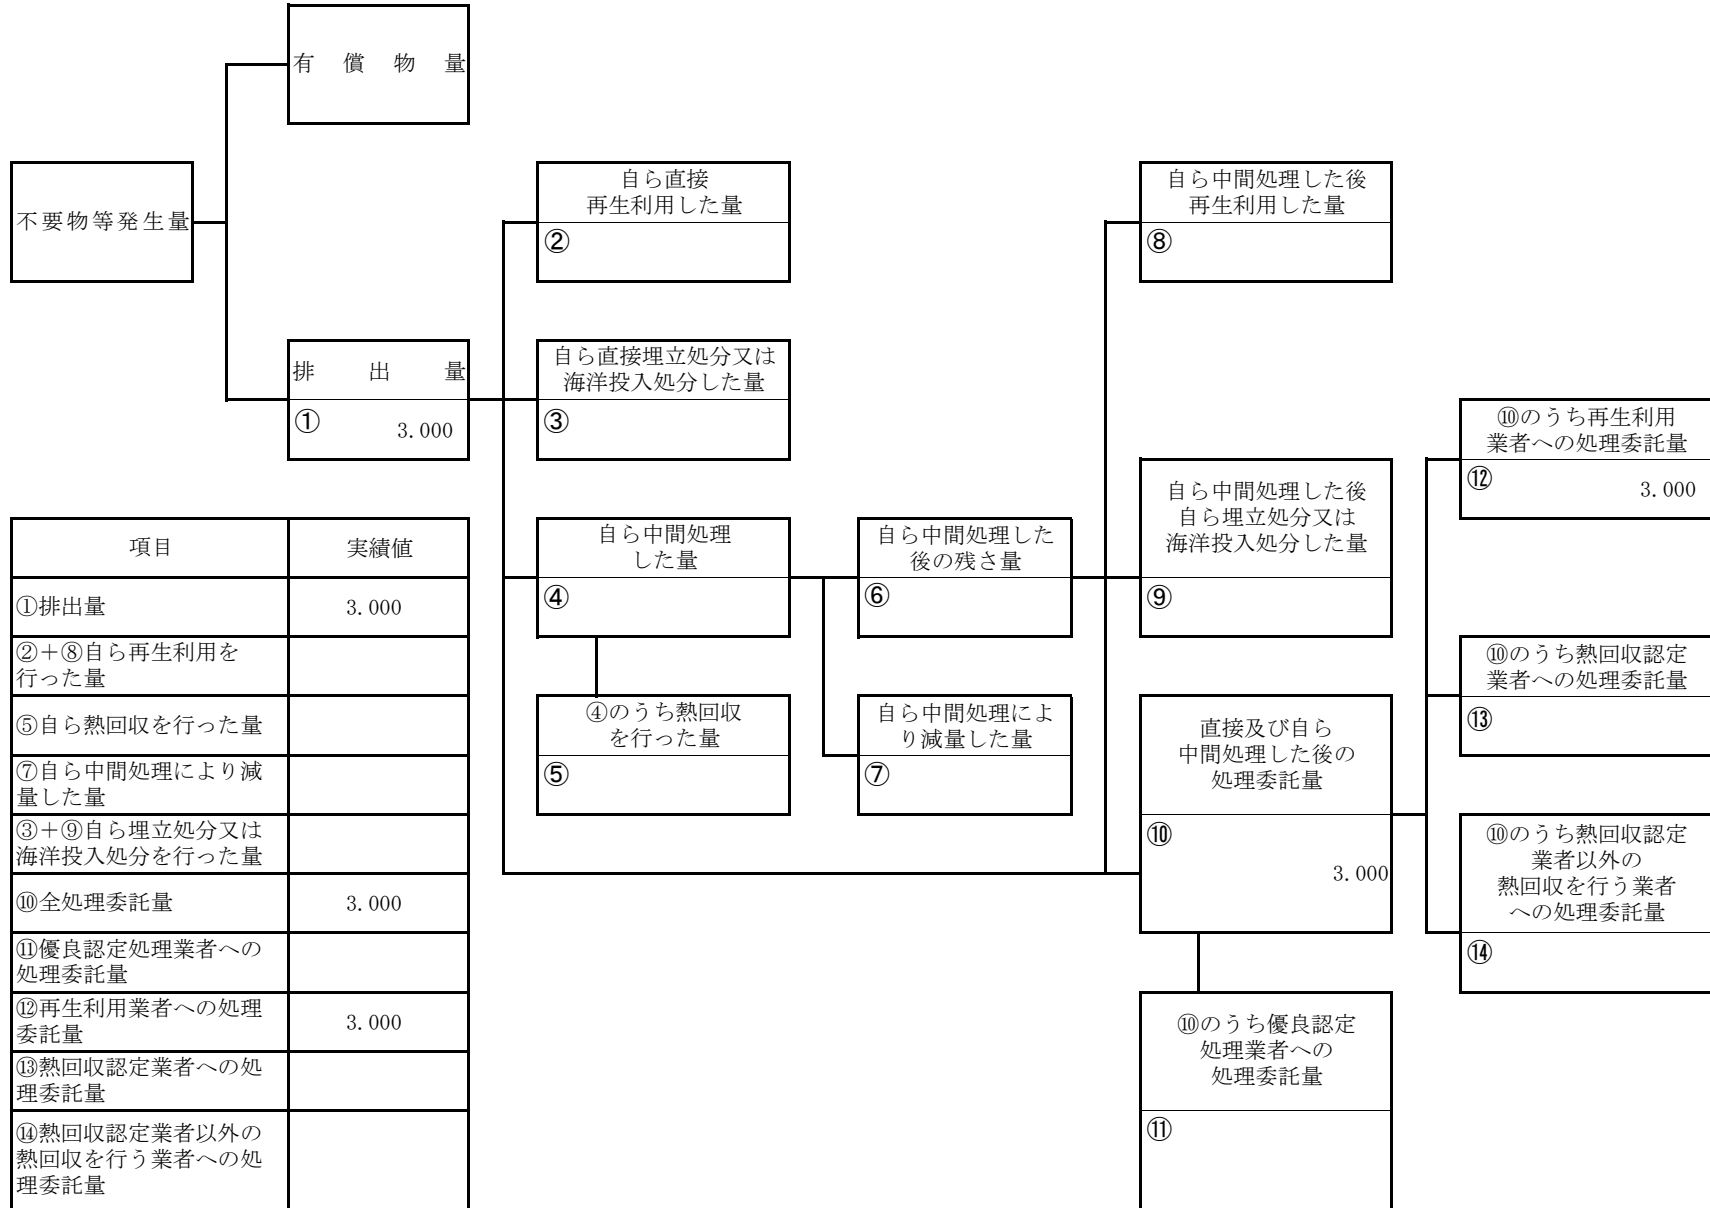 有償物量
不要物等発生量
自ら直接
再生利用した量
②
自ら中間処理した後
再生利用した量
⑧
排出量
① 3.000
自ら直接埋立処分又は
海洋投入処分した量
③
⑩のうち再生利用
業者への処理委託量
⑫ 3.000
自ら中間処理
した量
④
自ら中間処理した
後の残さ量
⑥
自ら中間処理した後
自ら埋立処分又は
海洋投入処分した量
⑨
④のうち熱回収
を行った量
⑤
自ら中間処理によ
り減量した量
⑦
直接及び自ら
中間処理した後の
処理委託量
⑩
3.000
⑩のうち熱回収認定
業者への処理委託量
⑬
⑩のうち熱回収認定
業者以外の
熱回収を行う業者
への処理委託量
⑭
⑩のうち優良認定
処理業者への
処理委託量
⑪
項目 実績値
①排出量 3.000
②+⑧自ら再生利用を
行った量
⑤自ら熱回収を行った量
⑦自ら中間処理により減
量した量
③+⑨自ら埋立処分又は
海洋投入処分を行った量
⑩全処理委託量 3.000
⑪優良認定処理業者への
処理委託量
⑫再生利用業者への処理
委託量 3.000
⑬熱回収認定業者への処
理委託量
⑭熱回収認定業者以外の
熱回収を行う業者への処
理委託量